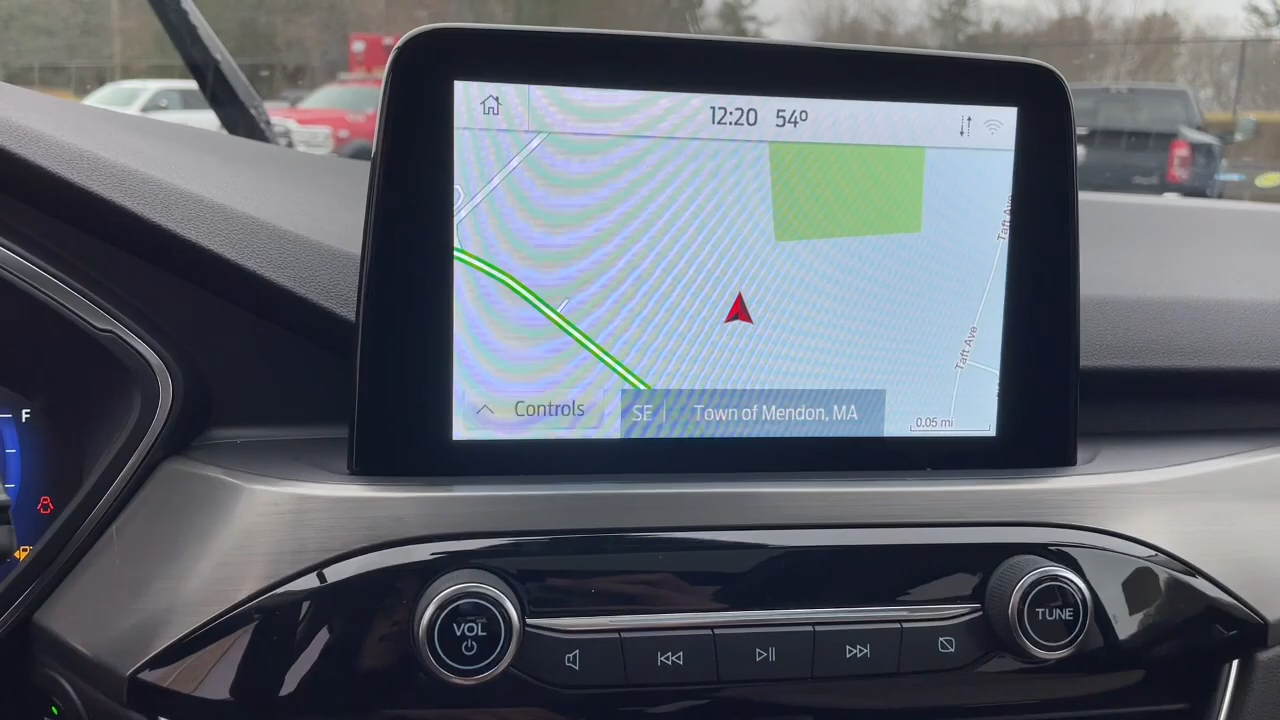 12:20 54°
Taft Ave
Taft Ave
Controls
SE
Town of Mendon, MA
0.05 mi
F
VOL
TUNE